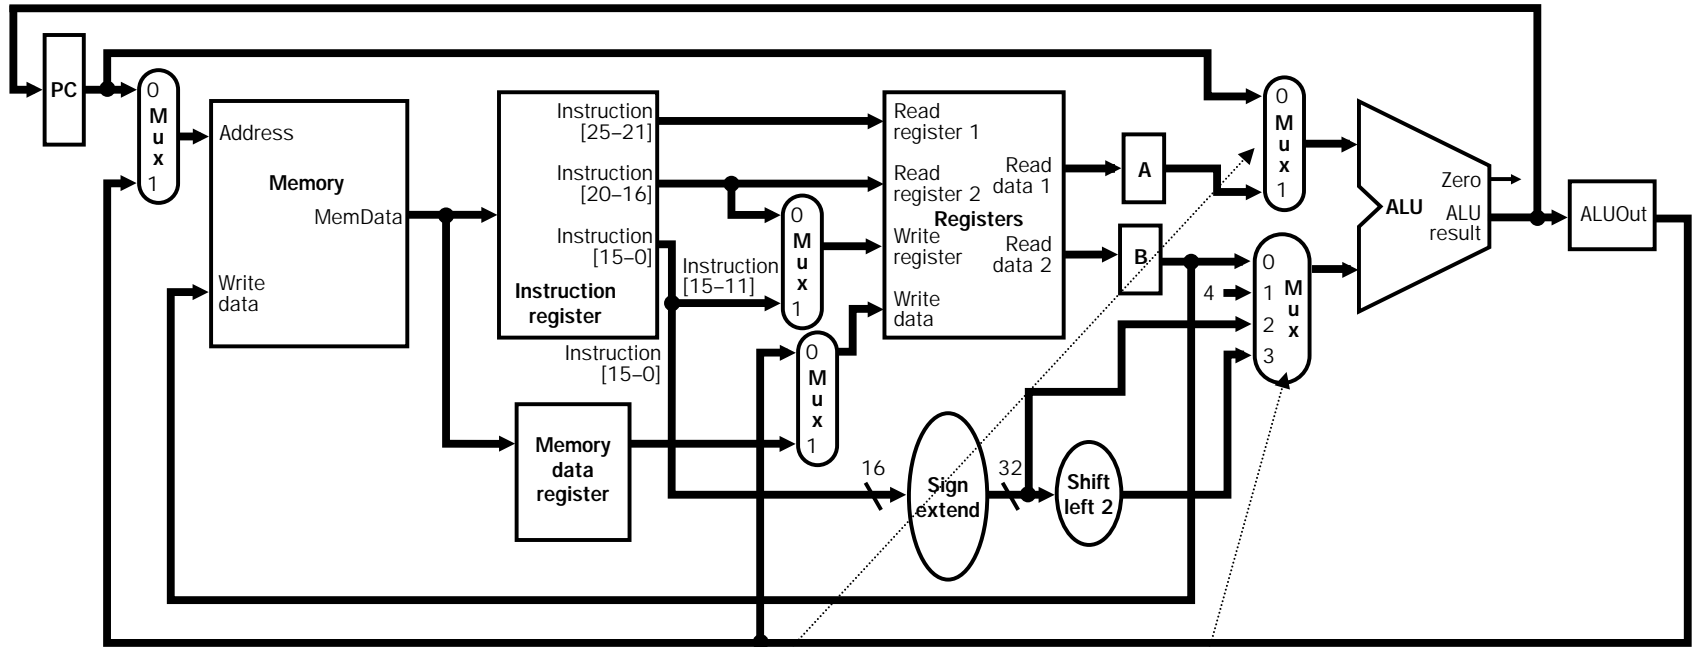 PC
0
M
u
x
1
Address
Memory
MemData
Write
data
Instruction
[25–21]
Instruction
[20–16]
Instruction
[15–0]
Instruction
register
Instruction
[15–0]
Memory
data
register
Instruction
[15–11]
0
M
u
x
1
0
M
u
x
1
Read
register 1
Read
register 2
Registers
Write
register
Write
data
Read
data 1
Read
data 2
16
Sign
extend
32
Shift
left 2
A
B
4
0
M
u
x
1
0
1
2
3
M
u
x
ALU
Zero
ALU
result
ALUOut